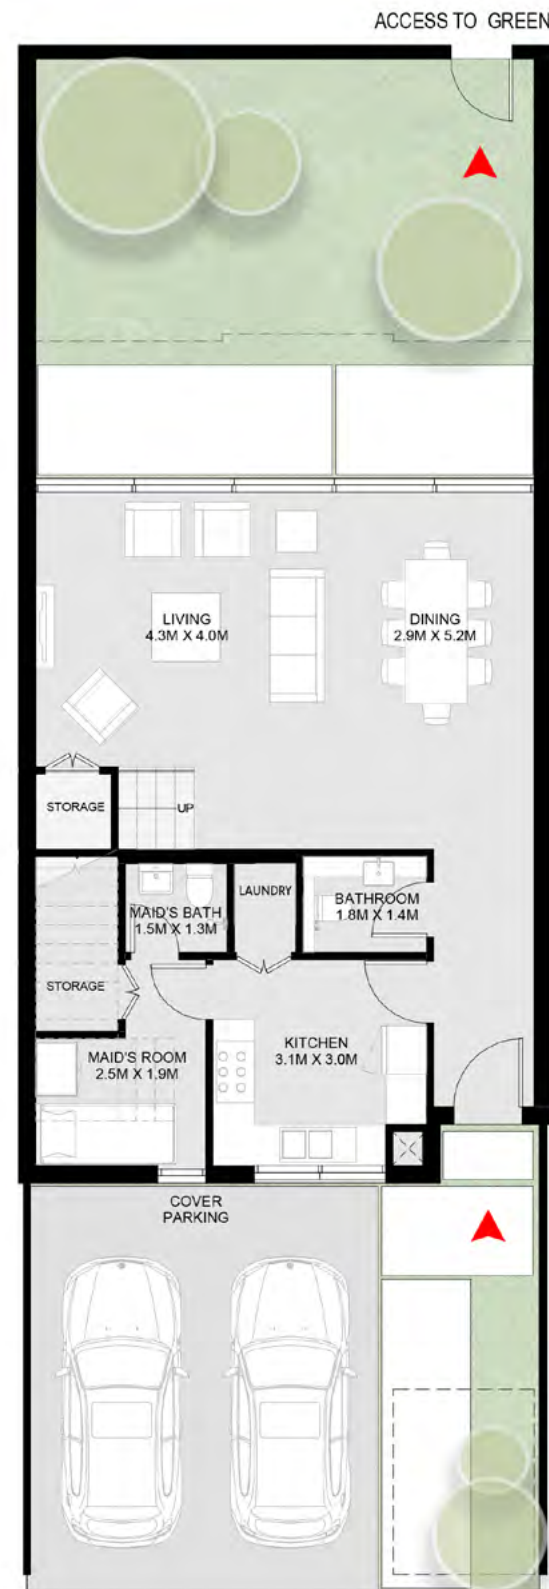 ACCESS TO GREEN
LIVING
4.3M X 4.0M
DINING
2.9M X 5.2M
STORAGE
UP
LAUNDRY
MAID'S BATH
1.5M X 1.3M
BATHROOM
1.8M X 1.4M
STORAGE
KITCHEN
3.1M X 3.0M
MAID'S ROOM
2.5M X 1.9M
COVER
PARKING